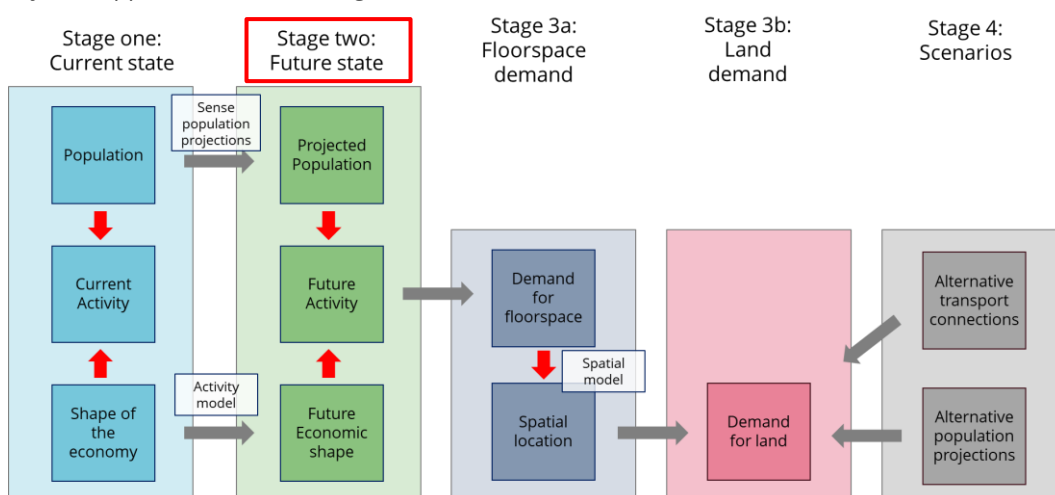 Stage one:
Current state
Stage two:
Future state
Stage 3a:
Floorspace
demand
Stage 3b:
Land
demand
Stage 4:
Scenarios
Population
Sense
population
projections
Projected
Population
Current
Activity
Future
Activity
Demand
for
floorspace
Alternative
transport
connections
Shape of
the
economy
Activity
model
Future
Economic
shape
Spatial
model
Spatial
location
Demand
for land
Alternative
population
projections